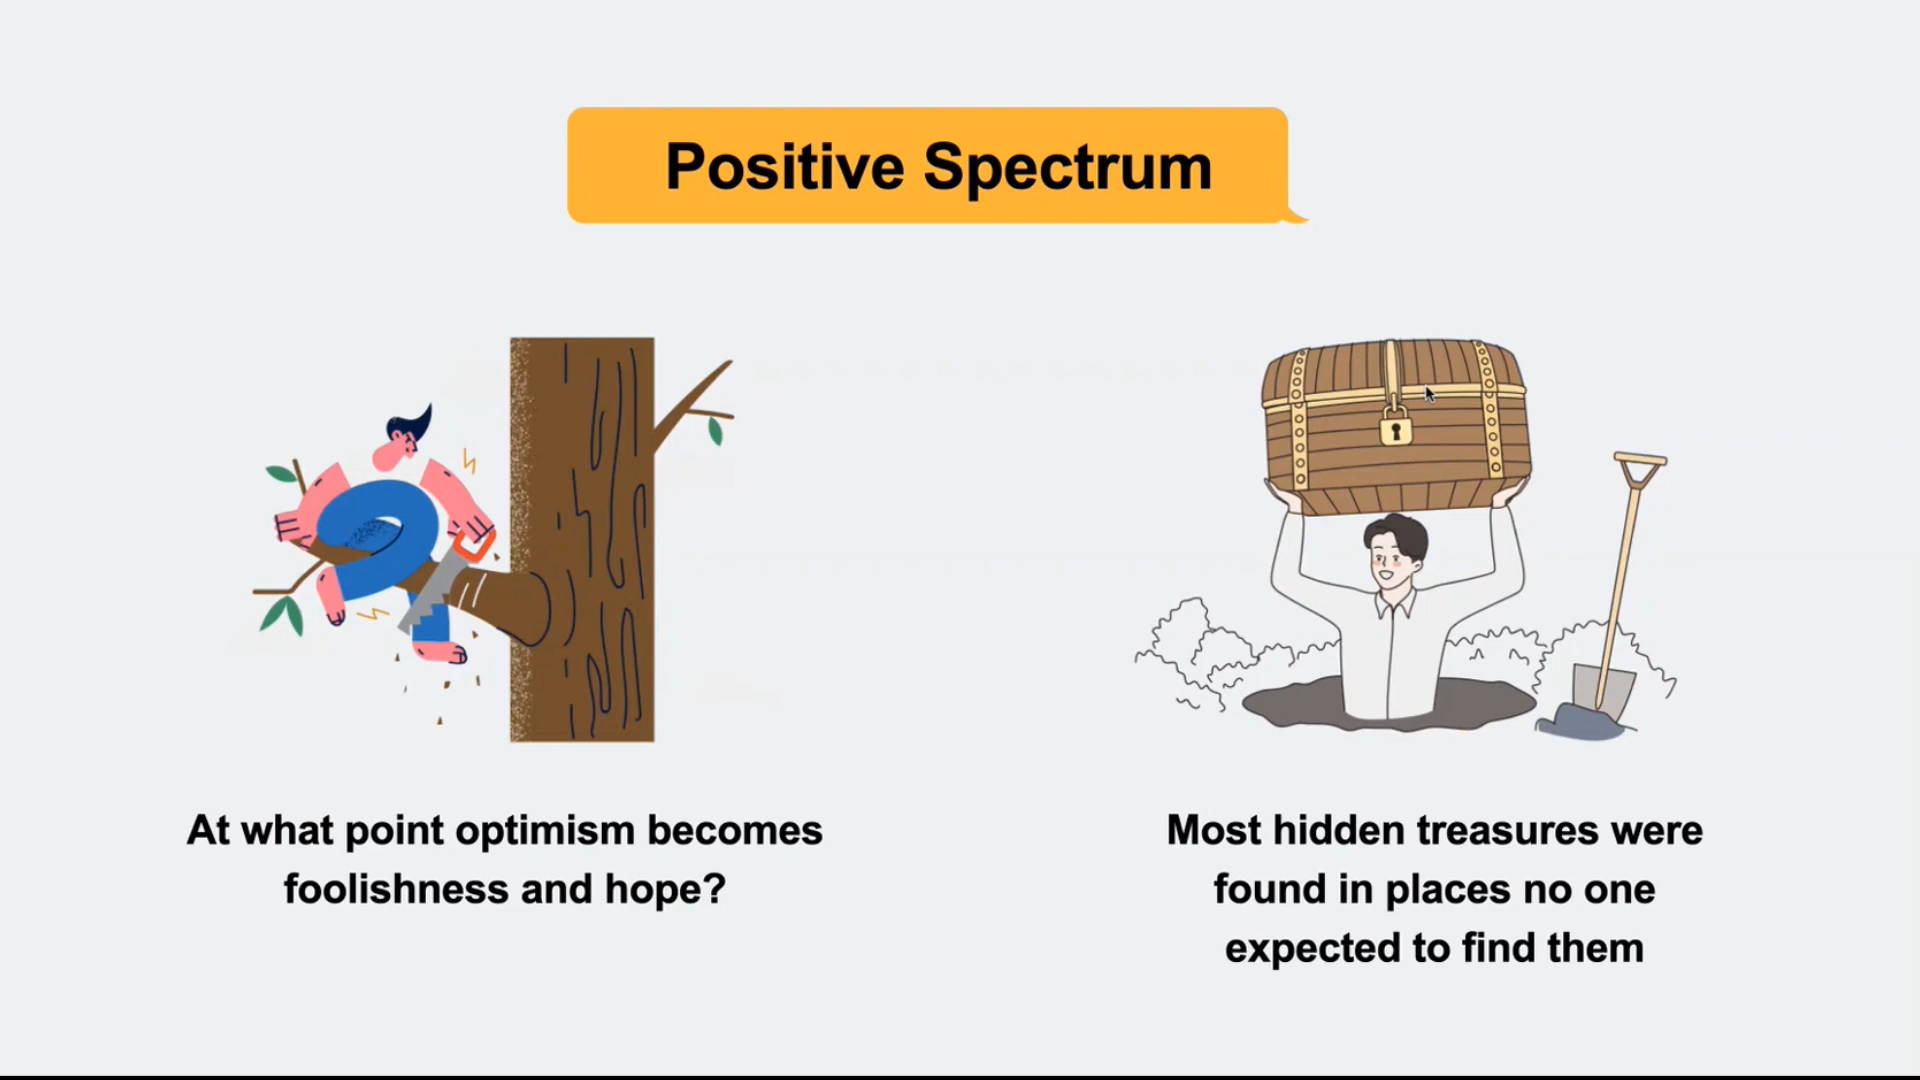 Positive Spectrum
At what point optimism becomes
foolishness and hope?
Most hidden treasures were
found in places no one
expected to find them